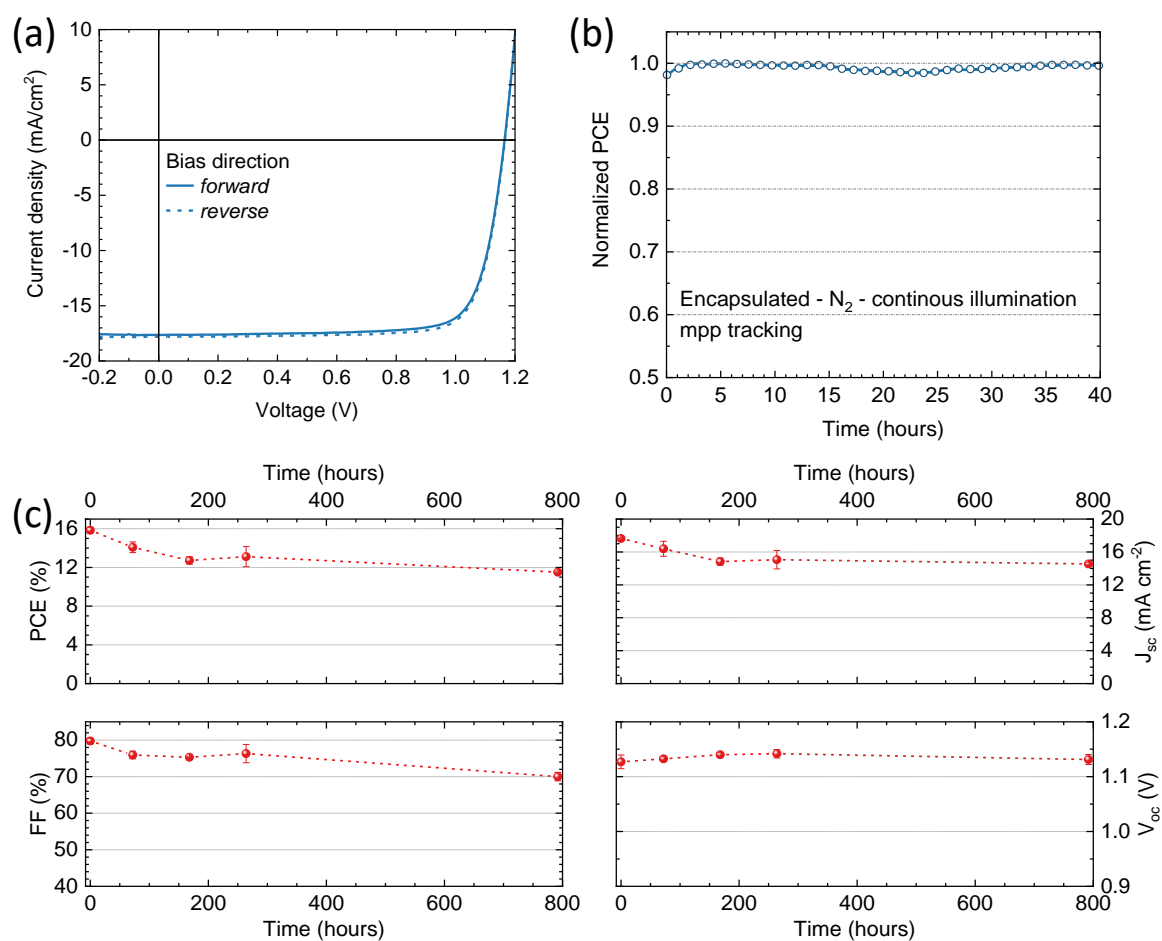 (a)
10
5
0
-5
-10
-15
-20
Current density (mA/cm²)
Bias direction
forward
reverse
-0.2 0.0 0.2 0.4 0.6 0.8 1.0 1.2
Voltage (V)
(b)
1.0
0.9
0.8
0.7
0.6
0.5
Normalized PCE
Encapsulated - N₂ - continous illumination
mpp tracking
0 5 10 15 20 25 30 35 40
Time (hours)
(c)
Time (hours)
0 200 400 600 800
16
12
8
4
0
PCE (%)
Time (hours)
0 200 400 600 800
20
16
12
8
4
0
J_sc (mA cm⁻²)
80
70
60
50
40
FF (%)
0 200 400 600 800
Time (hours)
1.2
1.1
1.0
0.9
V_oc (V)
0 200 400 600 800
Time (hours)